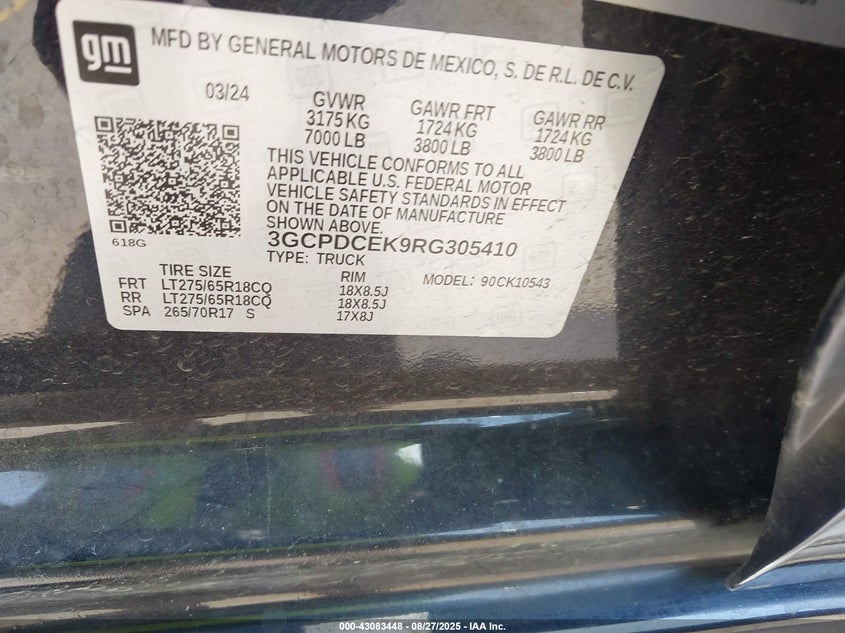 gm
MFD BY GENERAL MOTORS DE MEXICO, S. DE R.L. DE C.V.
03/24 GVWR GAWR FRT GAWR RR
3175 KG 1724 KG 1724 KG
7000 LB 3800 LB 3800 LB
THIS VEHICLE CONFORMS TO ALL
APPLICABLE U.S. FEDERAL MOTOR
VEHICLE SAFETY STANDARDS IN EFFECT
ON THE DATE OF MANUFACTURE
SHOWN ABOVE.
618G
3GCPDCEK9RG305410
TYPE: TRUCK MODEL: 90CK10543
TIRE SIZE RIM
FRT LT275/65R18CQ 18X8.5J
RR LT275/65R18CQ 18X8.5J
SPA 265/70R17 S 17X8J
000-43083448 - 08/27/2025 - IAA Inc.